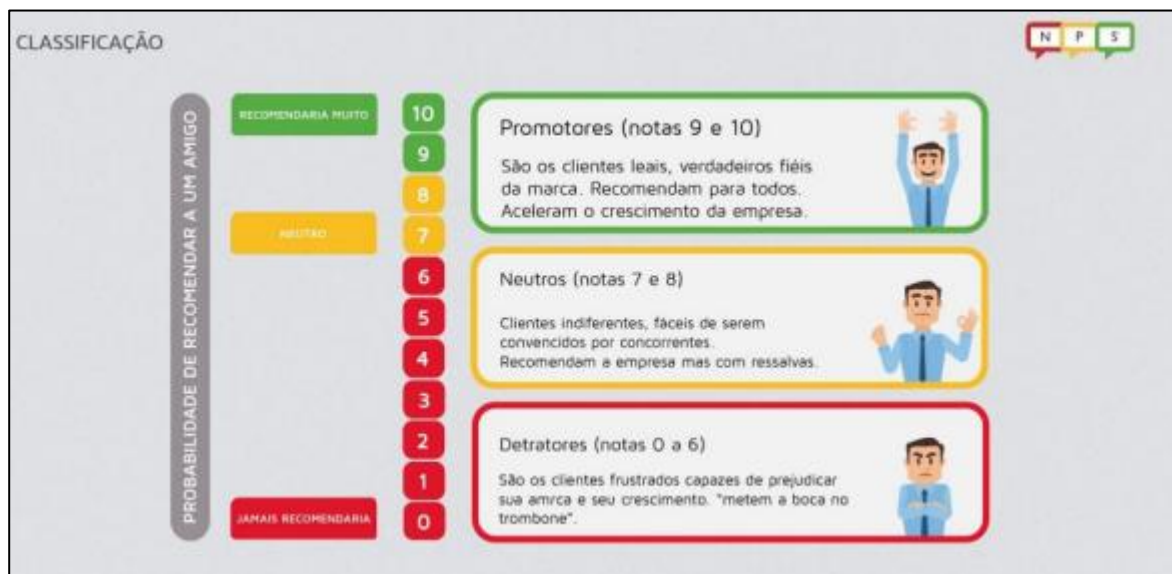 CLASSIFICAÇÃO
N P S
PROBABILIDADE DE RECOMENDAR A UM AMIGO
RECOMENDARIA MUITO
NEUTRO
JAMAIS RECOMENDARIA
10
9
8
7
6
5
4
3
2
1
0
Promotores (notas 9 e 10)
São os clientes leais, verdadeiros fiéis
da marca. Recomendam para todos.
Aceleram o crescimento da empresa.
Neutros (notas 7 e 8)
Clientes indiferentes, fáceis de serem
convencidos por concorrentes.
Recomendam a empresa mas com ressalvas.
Detratores (notas 0 a 6)
São os clientes frustrados capazes de prejudicar
sua amrca e seu crescimento. "metem a boca no
trombone".